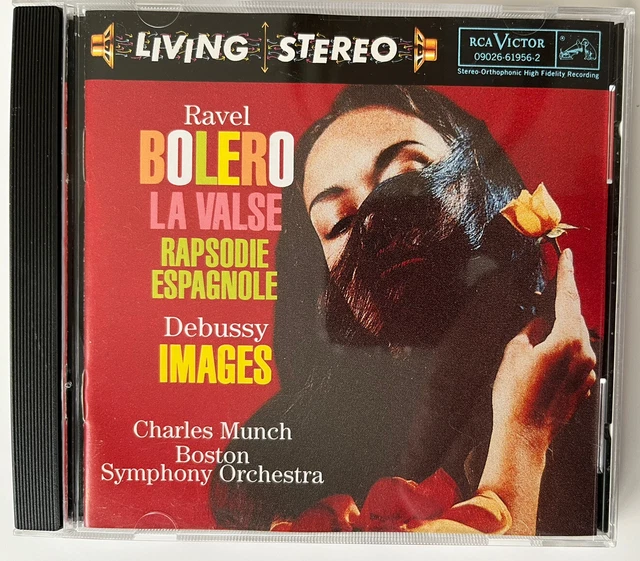 LIVING STEREO
RCA VICTOR
09026-61956-2
Stereo-Orthophonic High Fidelity Recording
Ravel
BOLERO
LA VALSE
RAPSODIE
ESPAGNOLE
Debussy
IMAGES
Charles Munch
Boston
Symphony Orchestra